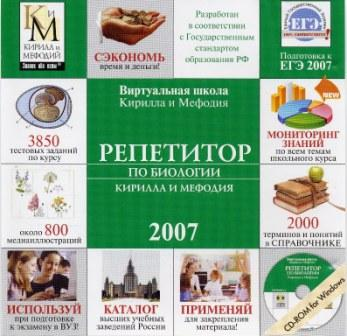 КиМ
КИРИЛЛ и
МЕФОДИЙ
СЭКОНОМЬ
время и деньги!
Разработан
в соответствии
с Государственным
стандартом
образования РФ
ЕГЭ
Подготовка к
ЕГЭ 2007
Виртуальная школа
Кирилла и Мефодия
3850
тестовых заданий
по курсу
РЕПЕТИТОР
ПО БИОЛОГИИ
КИРИЛЛА И МЕФОДИЯ
2007
NEW
МОНИТОРИНГ
ЗНАНИЙ
по всем темам
школьного курса
около 800
медиаиллюстраций
2000
терминов и понятий
в СПРАВОЧНИКЕ
ИСПОЛЬЗУЙ
при подготовке
к экзамену в ВУЗ!
КАТАЛОГ
высших учебных
заведений России
ПРИМЕНЯЙ
для закрепления
материала!
РЕПЕТИТОР
ПО БИОЛОГИИ
CD-ROM for Windows